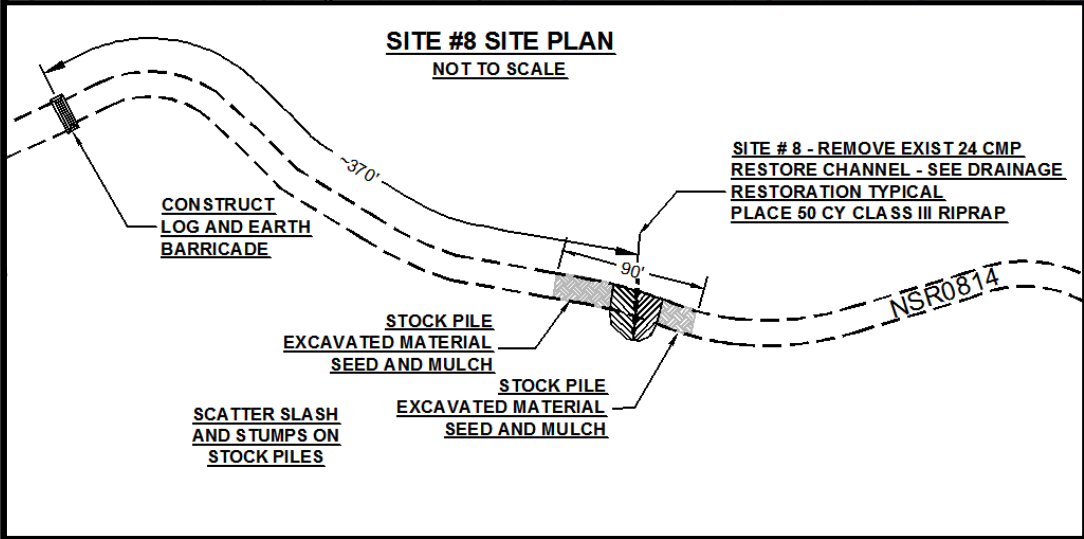 SITE #8 SITE PLAN
NOT TO SCALE
~370'
SITE # 8 - REMOVE EXIST 24 CMP
RESTORE CHANNEL - SEE DRAINAGE
RESTORATION TYPICAL
PLACE 50 CY CLASS III RIPRAP
CONSTRUCT
LOG AND EARTH
BARRICADE
90'
NSR0814
STOCK PILE
EXCAVATED MATERIAL
SEED AND MULCH
STOCK PILE
EXCAVATED MATERIAL
SEED AND MULCH
SCATTER SLASH
AND STUMPS ON
STOCK PILES